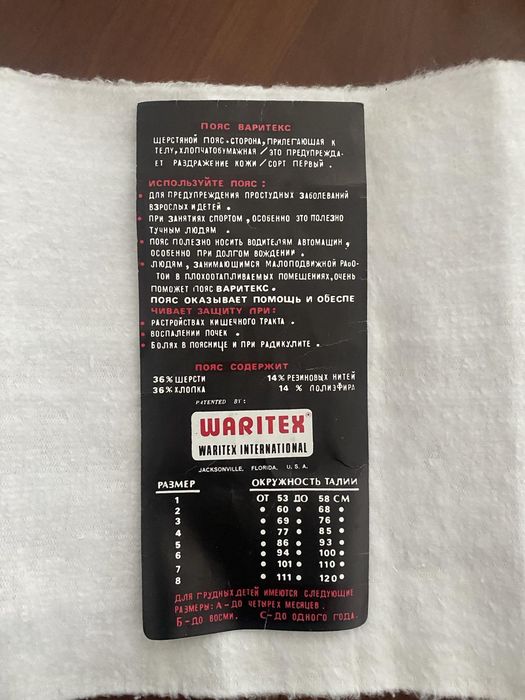 ПОЯС ВАРИТЕКС
ШЕРСТЯНОЙ ПОЯС-СТОРОНА,ПРИЛЕГАЮЩАЯ К
ТЕЛУ,ХЛОПЧАТОБУМАЖНАЯ/ЭТО ПРЕДУПРЕЖДА-
ЕТ РАЗДРАЖЕНИЕ КОЖИ/СОРТ ПЕРВЫЙ.
ИСПОЛЬЗУЙТЕ ПОЯС:
• ДЛЯ ПРЕДУПРЕЖДЕНИЯ ПРОСТУДНЫХ ЗАБОЛЕВАНИЙ
ВЗРОСЛЫХ И ДЕТЕЙ.
• ПРИ ЗАНЯТИЯХ СПОРТОМ,ОСОБЕННО ЭТО ПОЛЕЗНО
ТУЧНЫМ ЛЮДЯМ.
• ПОЯС ПОЛЕЗНО НОСИТЬ ВОДИТЕЛЯМ АВТОМАШИН,
ОСОБЕННО ПРИ ДОЛГОМ ВОЖДЕНИИ.
• ЛЮДЯМ, ЗАНИМАЮЩИМСЯ МАЛОПОДВИЖНОЙ РАБО-
ТОЙ В ПЛОХООТАПЛИВАЕМЫХ ПОМЕЩЕНИЯХ,ОЧЕНЬ
ПОМОЖЕТ ПОЯС ВАРИТЕКС.
ПОЯС ОКАЗЫВАЕТ ПОМОЩЬ И ОБЕСПЕ
ЧИВАЕТ ЗАЩИТУ ПРИ:
• РАСТРОЙСТВАХ КИШЕЧНОГО ТРАКТА.
• ВОСПАЛЕНИИ ПОЧЕК.
• БОЛЯХ В ПОЯСНИЦЕ И ПРИ РАДИКУЛИТЕ.
ПОЯС СОДЕРЖИТ
36% ШЕРСТИ 14% РЕЗИНОВЫХ НИТЕЙ
36% ХЛОПКА 14 % ПОЛИЭФИРА
PATENTED BY:
WARITEX
WARITEX INTERNATIONAL
JACKSONVILLE, FLORIDA, U.S.A.
РАЗМЕР ОКРУЖНОСТЬ ТАЛИИ
1 ОТ 53 ДО 58 СМ
2 • 60 • 68 •
3 • 69 • 76 •
4 • 77 • 85 •
5 • 86 • 93 •
6 • 94 • 100 •
7 • 101 • 110 •
8 • 111 • 120 •
ДЛЯ ГРУДНЫХ ДЕТЕЙ ИМЕЮТСЯ СЛЕДУЮЩИЕ
РАЗМЕРЫ: А-ДО ЧЕТЫРЕХ МЕСЯЦЕВ.
Б-ДО ВОСМИ. С-ДО ОДНОГО ГОДА.